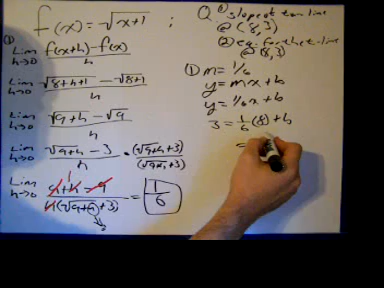 f(x) = √x+1 ; Q. ① slope of tan line @ (8,3)
② eq. for the t-line @ (8,3)
① Lim h→0 f(x+h) - f(x) / h
Lim h→0 √8+h+1 - √8+1 / h
Lim h→0 √9+h - √9 / h
Lim h→0 √9+h - 3 / h • (√9+h + 3) / (√9+h + 3)
Lim h→0 9+h - 9 / h(√9+h + 3) = 1/6
① m = 1/6
y = mx + b
y = 1/6 x + b
3 = 1/6 (8) + b
=